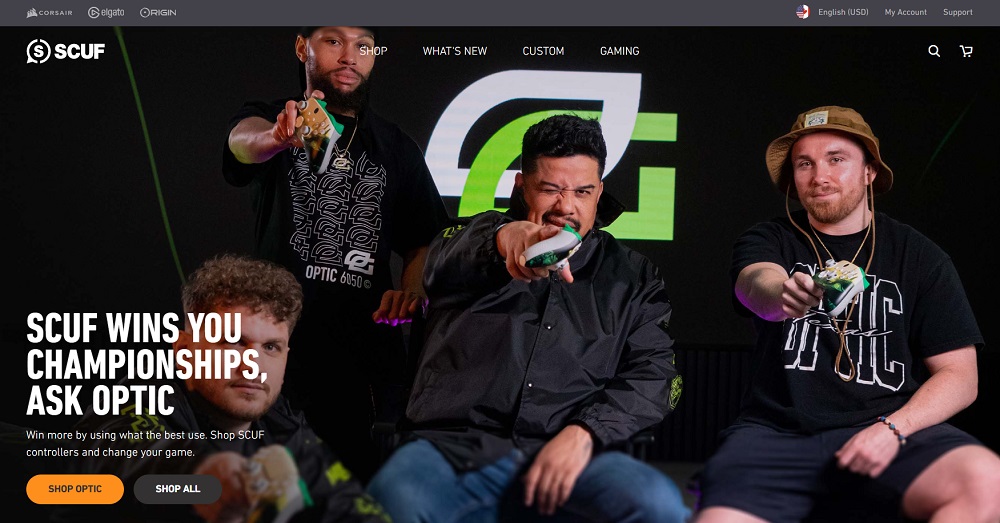 CORSAIR
elgato
ORIGIN
English (USD)
My Account
Support
S SCUF
SHOP
WHAT'S NEW
CUSTOM
GAMING
OPTIC 6050©
OPTIC
SCUF WINS YOU
CHAMPIONSHIPS,
ASK OPTIC
Win more by using what the best use. Shop SCUF
controllers and change your game.
SHOP OPTIC
SHOP ALL